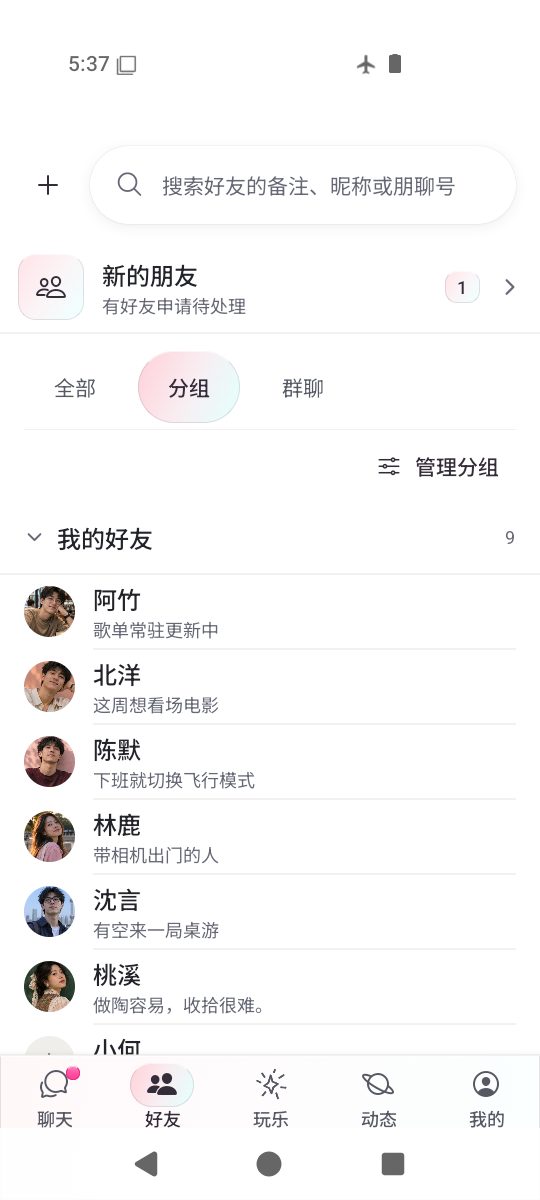 5:37
搜索好友的备注、昵称或朋聊号
新的朋友
有好友申请待处理
1
全部
分组
群聊
管理分组
我的好友
9
阿竹
歌单常驻更新中
北洋
这周想看场电影
陈默
下班就切换飞行模式
林鹿
带相机出门的人
沈言
有空来一局桌游
桃溪
做陶容易，收拾很难。
小何
聊天
好友
玩乐
动态
我的